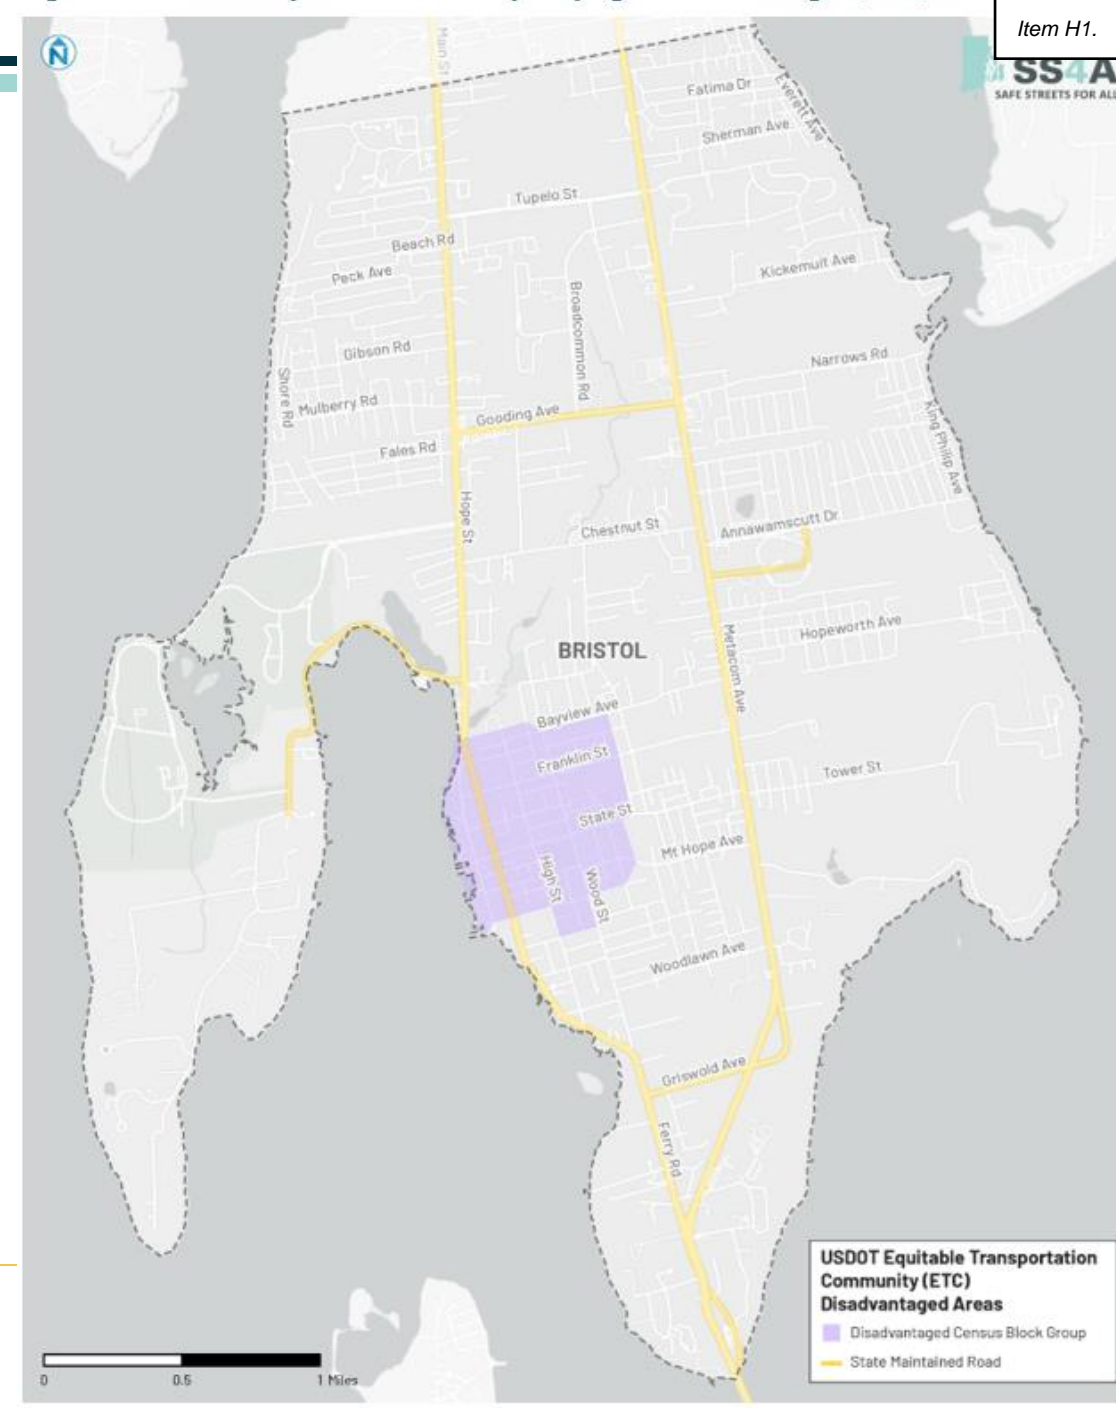 Item H1.
SS4A
SAFE STREETS FOR ALL
N
Main St
Fatima Dr
Everett Ave
Sherman Ave
Tupelo St
Beach Rd
Kickemuit Ave
Peck Ave
Broadcommon Rd
Gibson Rd
Narrows Rd
Shore Rd
Mulberry Rd
Gooding Ave
King Philip Ave
Fales Rd
Hope St
Chestnut St
Annawamscutt Dr
Hopeworth Ave
BRISTOL
Metacom Ave
Bayview Ave
Franklin St
Tower St
State St
Mt Hope Ave
High St
Wood St
Woodlawn Ave
Griswold Ave
Ferry Rd
USDOT Equitable Transportation
Community (ETC)
Disadvantaged Areas
Disadvantaged Census Block Group
State Maintained Road
0 0.5 1 Miles